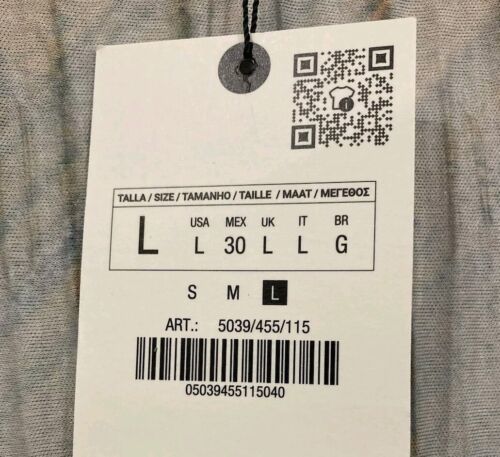 TALLA / SIZE / TAMANHO / TAILLE / MAAT / ΜΕΓΕΘΟΣ
L
USA MEX UK IT BR
L 30 L L G
S M L
ART.: 5039/455/115
05039455115040